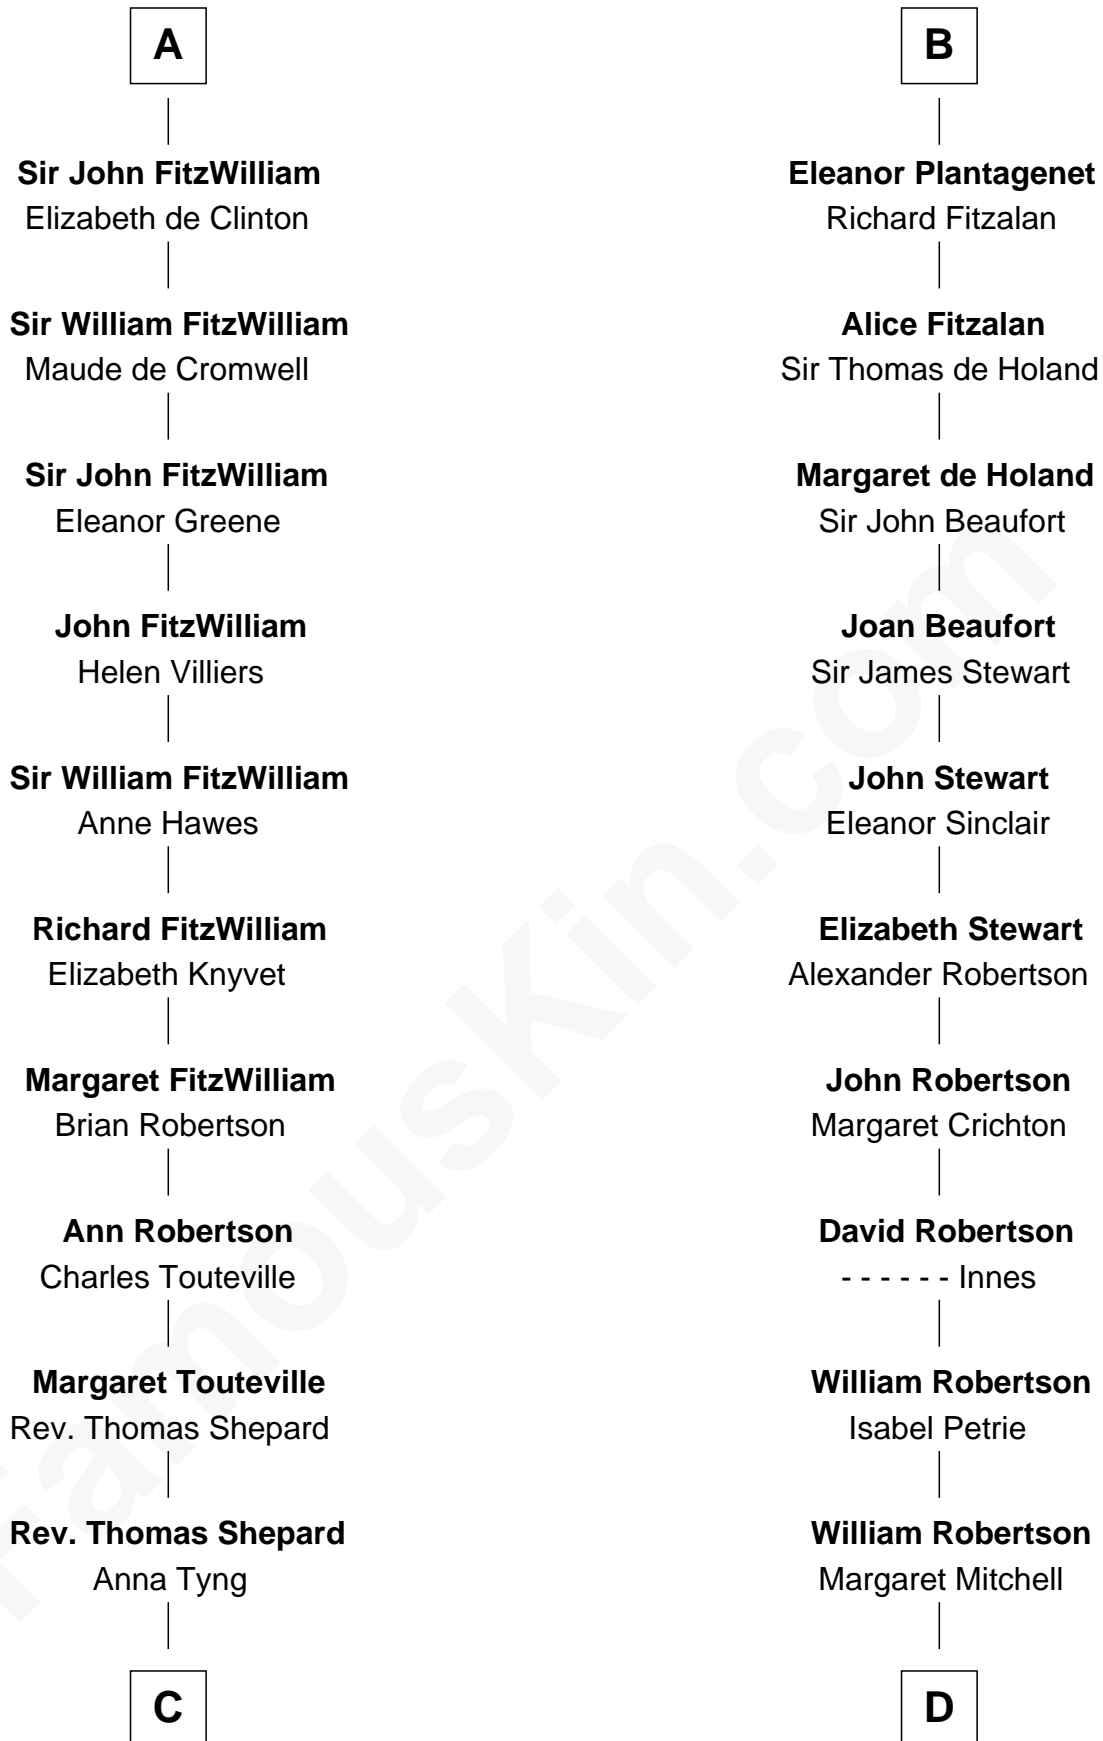 A
Sir John FitzWilliam
Elizabeth de Clinton
Sir William FitzWilliam
Maude de Cromwell
Sir John FitzWilliam
Eleanor Greene
John FitzWilliam
Helen Villiers
Sir William FitzWilliam
Anne Hawes
Richard FitzWilliam
Elizabeth Knyvet
Margaret FitzWilliam
Brian Robertson
Ann Robertson
Charles Touteville
Margaret Touteville
Rev. Thomas Shepard
Rev. Thomas Shepard
Anna Tyng
C
B
Eleanor Plantagenet
Richard Fitzalan
Alice Fitzalan
Sir Thomas de Holand
Margaret de Holand
Sir John Beaufort
Joan Beaufort
Sir James Stewart
John Stewart
Eleanor Sinclair
Elizabeth Stewart
Alexander Robertson
John Robertson
Margaret Crichton
David Robertson
- - - - - - Innes
William Robertson
Isabel Petrie
William Robertson
Margaret Mitchell
D
FamousKin.com